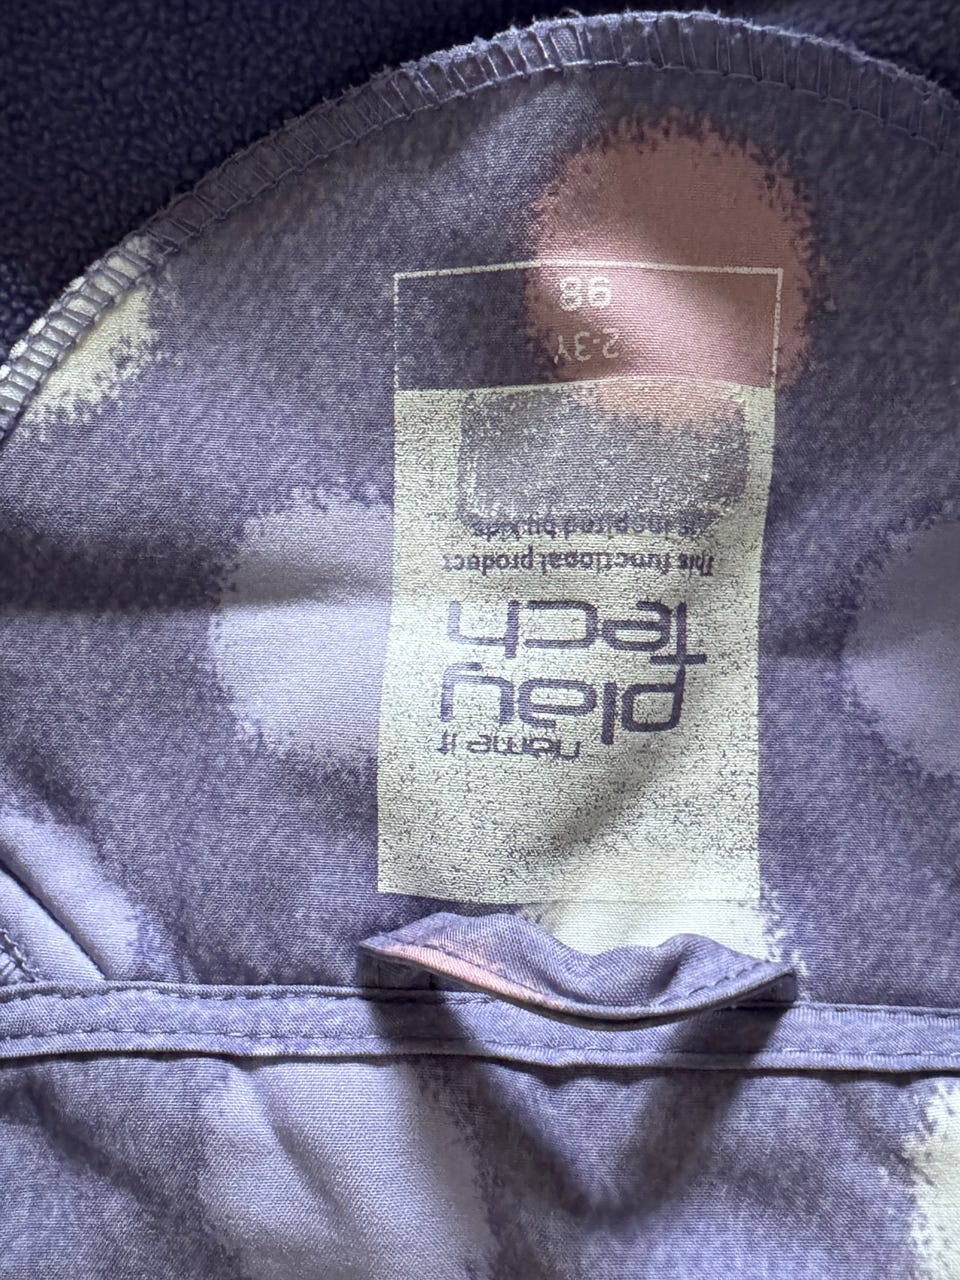 name it
play
tech
This functional product
is inspired by kids
2-3Y
98